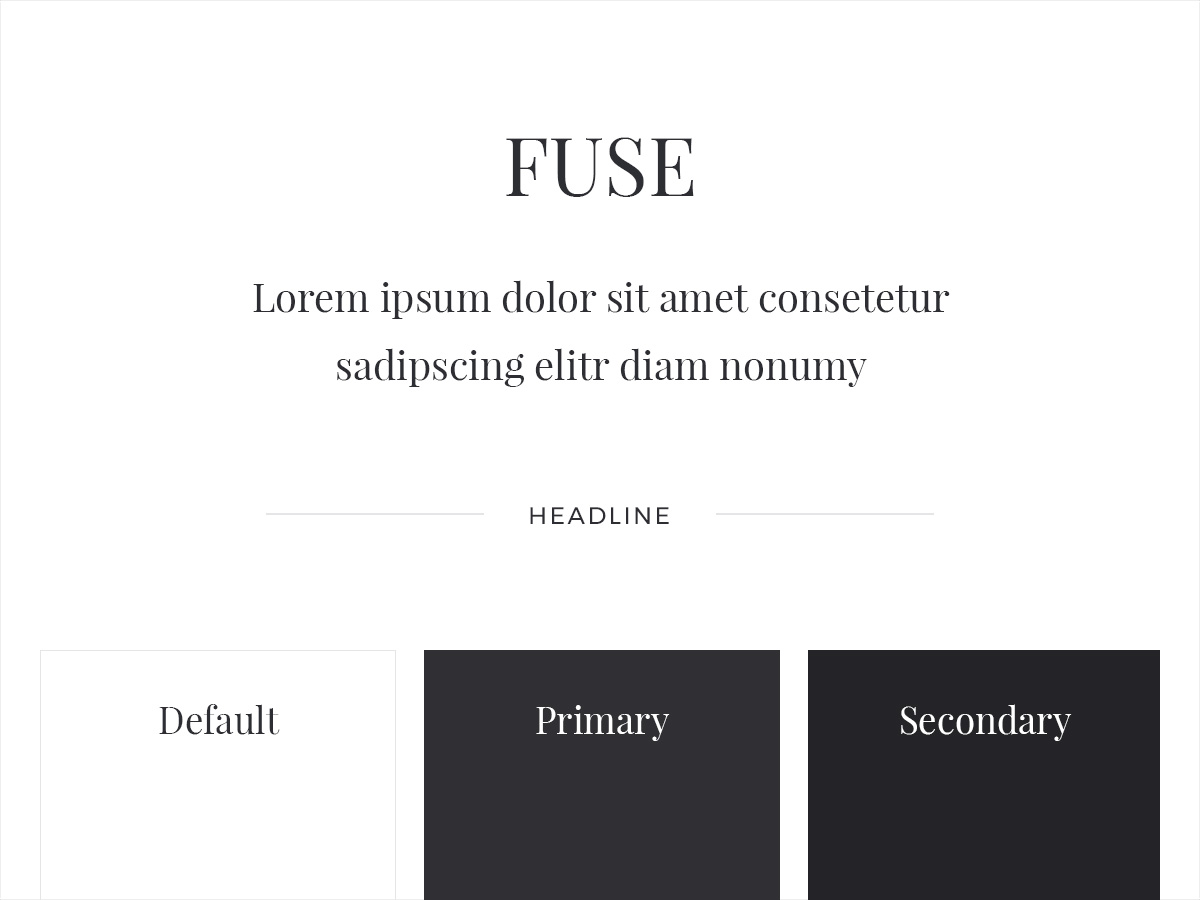 FUSE
Lorem ipsum dolor sit amet consetetur
sadipscing elitr diam nonumy
HEADLINE
Default
Primary
Secondary